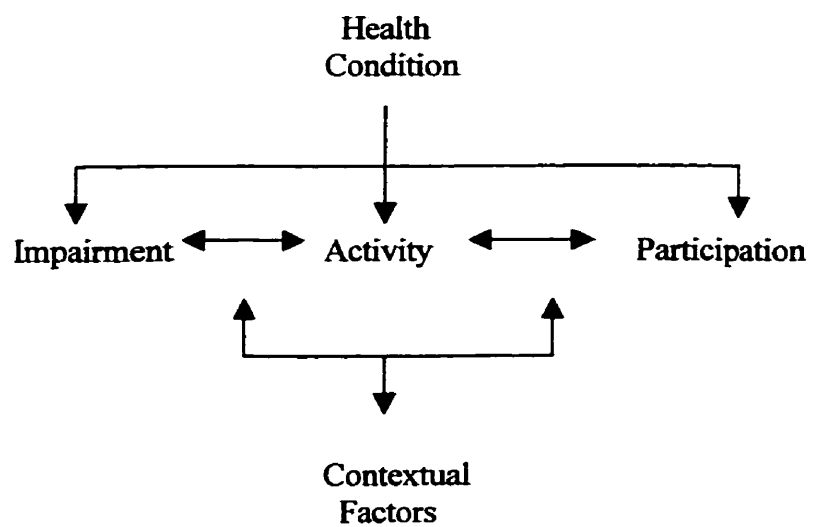 Health
Condition
Impairment Activity Participation
Contextual
Factors